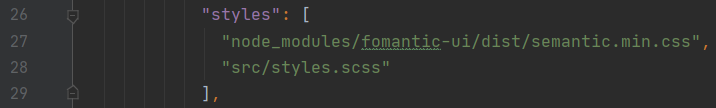 26 "styles": [
27 "node_modules/fomantic-ui/dist/semantic.min.css",
28 "src/styles.scss"
29 ],